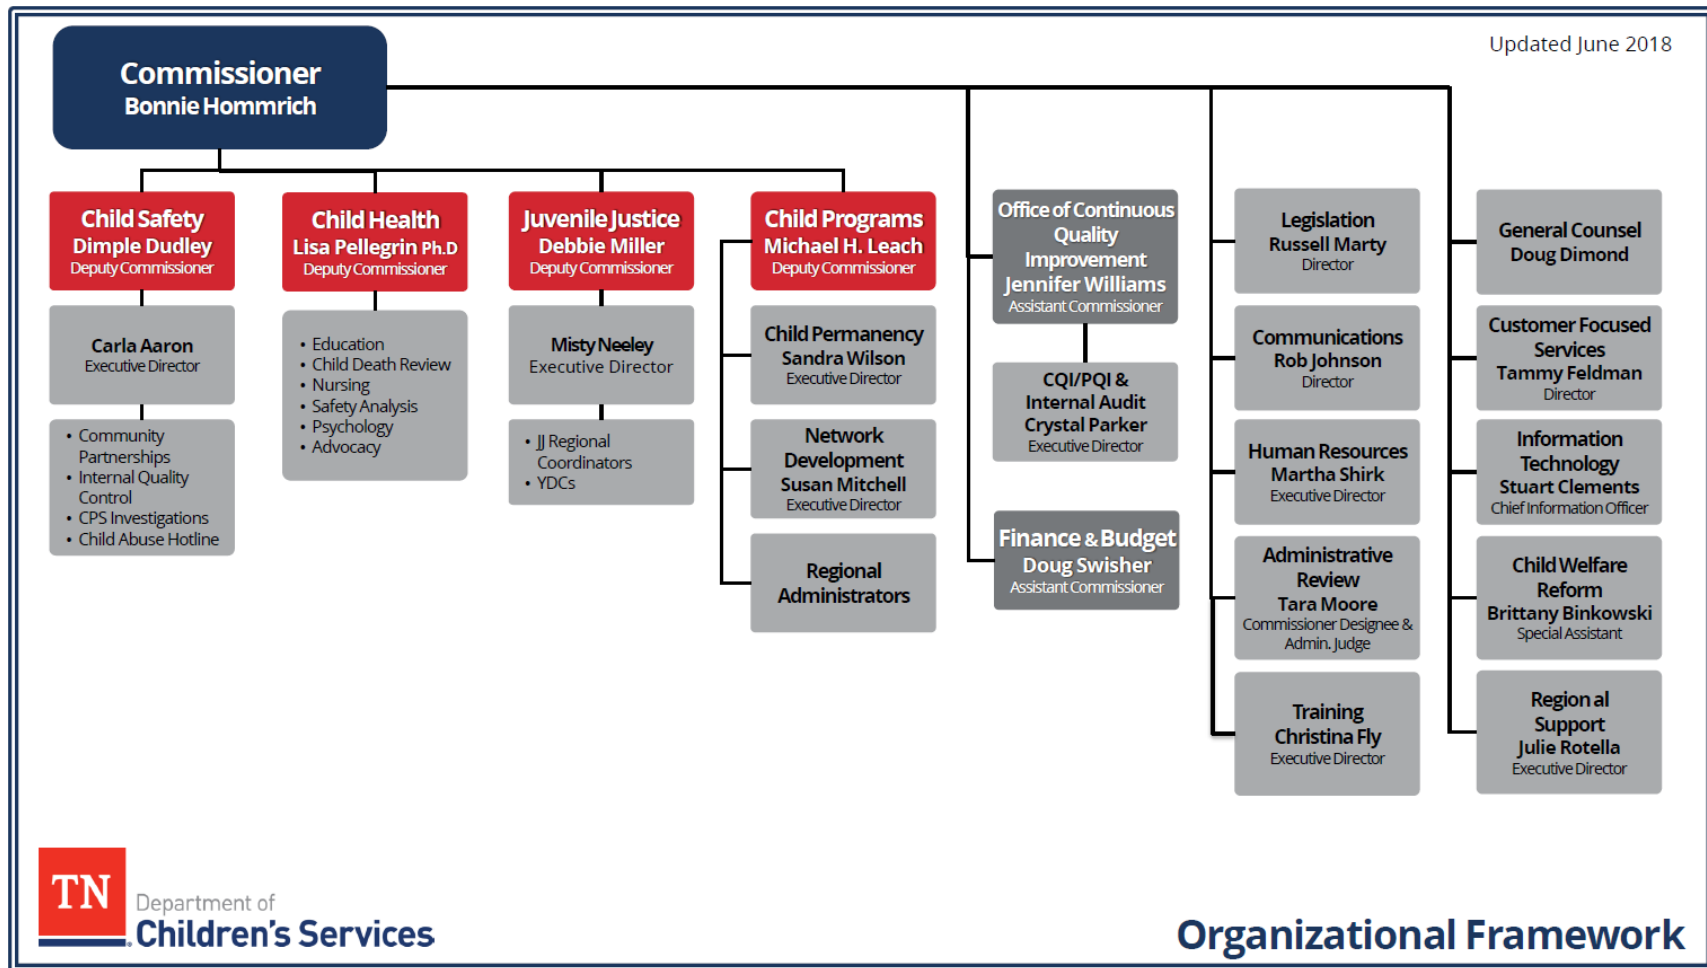 Updated June 2018
Commissioner
Bonnie Hommrich
Child Safety
Dimple Dudley
Deputy Commissioner
Carla Aaron
Executive Director
• Community
Partnerships
• Internal Quality
Control
• CPS Investigations
• Child Abuse Hotline
Child Health
Lisa Pellegrin Ph.D
Deputy Commissioner
• Education
• Child Death Review
• Nursing
• Safety Analysis
• Psychology
• Advocacy
Juvenile Justice
Debbie Miller
Deputy Commissioner
Misty Neeley
Executive Director
• JJ Regional
Coordinators
• YDCs
Child Programs
Michael H. Leach
Deputy Commissioner
Child Permanency
Sandra Wilson
Executive Director
Network
Development
Susan Mitchell
Executive Director
Regional
Administrators
Office of Continuous
Quality
Improvement
Jennifer Williams
Assistant Commissioner
CQI/PQI &
Internal Audit
Crystal Parker
Executive Director
Finance & Budget
Doug Swisher
Assistant Commissioner
Legislation
Russell Marty
Director
Communications
Rob Johnson
Director
Human Resources
Martha Shirk
Executive Director
Administrative
Review
Tara Moore
Commissioner Designee &
Admin. Judge
Training
Christina Fly
Executive Director
General Counsel
Doug Dimond
Customer Focused
Services
Tammy Feldman
Director
Information
Technology
Stuart Clements
Chief Information Officer
Child Welfare
Reform
Brittany Binkowski
Special Assistant
Region al
Support
Julie Rotella
Executive Director
TN
Department of
Children's Services
Organizational Framework